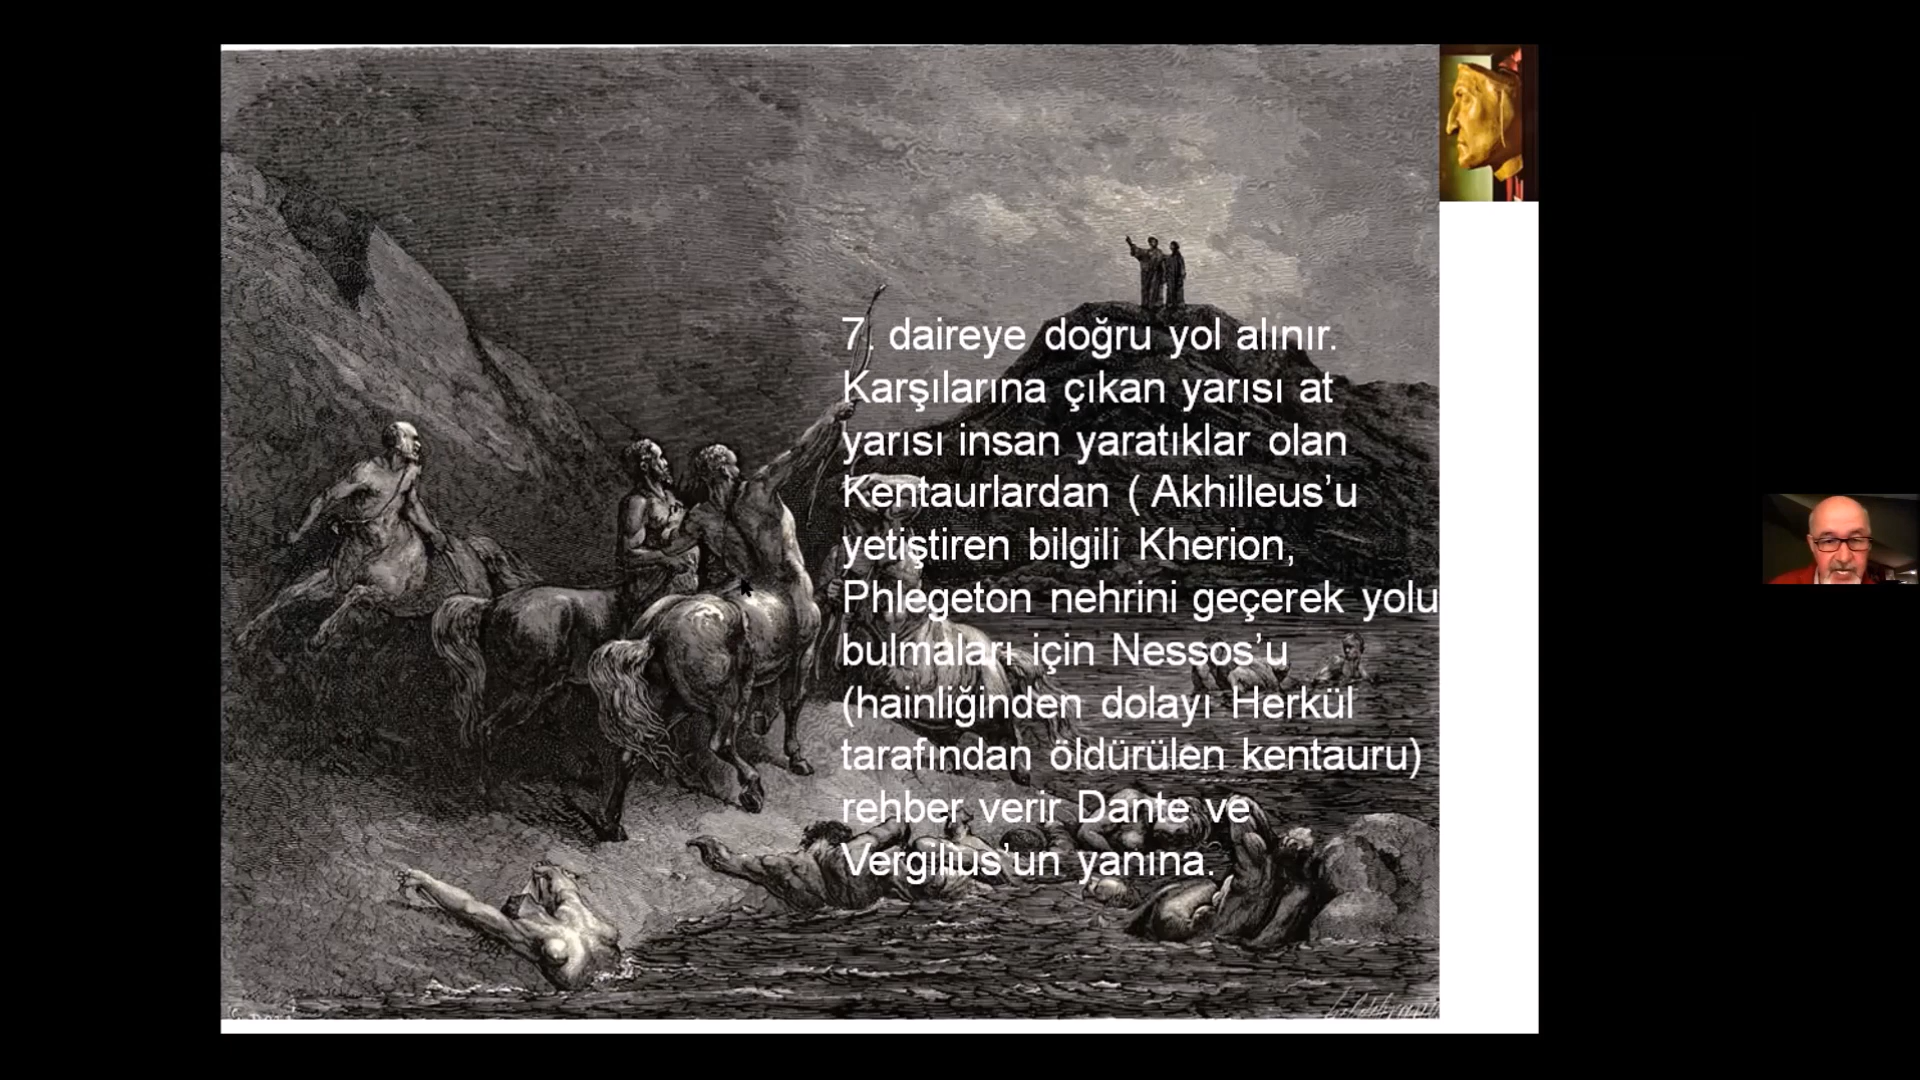 7. daireye doğru yol alınır.
Karşılarına çıkan yarısı at
yarısı insan yaratıklar olan
Kentaurlardan ( Akhilleus’u
yetiştiren bilgili Kherion,
Phlegeton nehrini geçerek yolu
bulmaları için Nessos’u
(hainliğinden dolayı Herkül
tarafından öldürülen kentauru)
rehber verir Dante ve
Vergilius’un yanına.